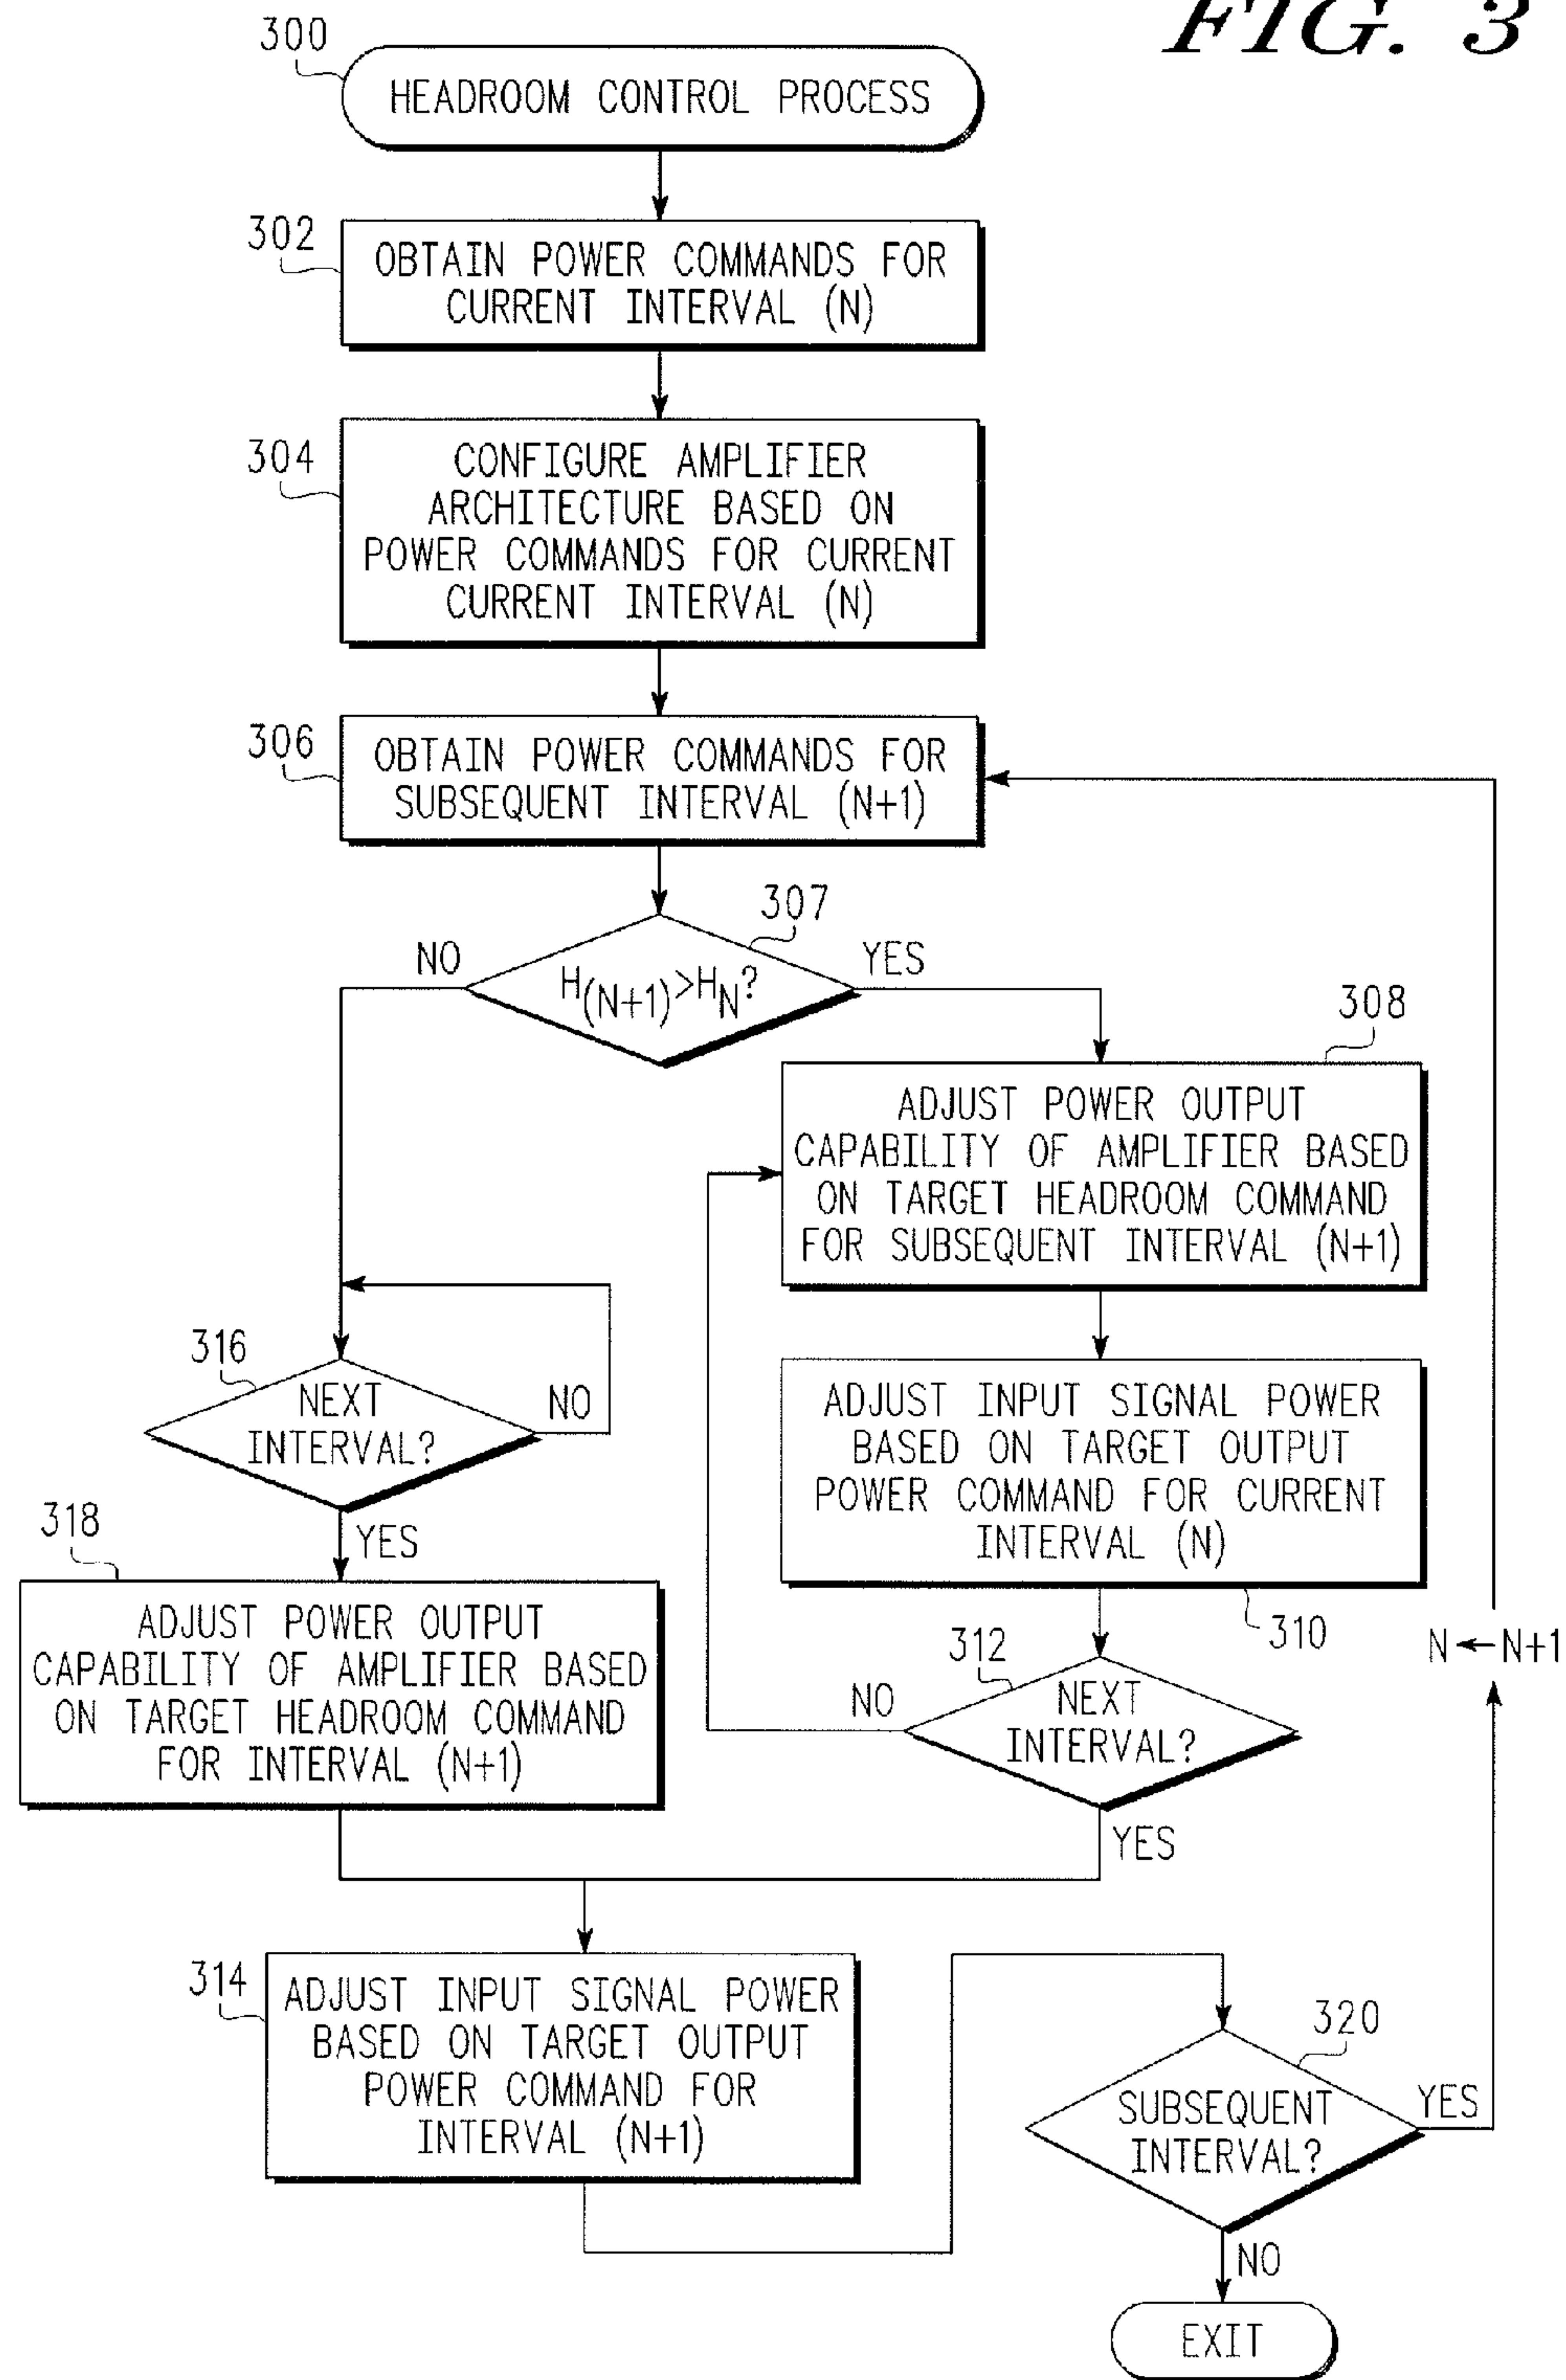 FIG. 3
300
HEADROOM CONTROL PROCESS
302
OBTAIN POWER COMMANDS FOR
CURRENT INTERVAL (N)
304
CONFIGURE AMPLIFIER
ARCHITECTURE BASED ON
POWER COMMANDS FOR CURRENT
CURRENT INTERVAL (N)
306
OBTAIN POWER COMMANDS FOR
SUBSEQUENT INTERVAL (N+1)
307
NO
H(N+1)>HN?
YES
308
ADJUST POWER OUTPUT
CAPABILITY OF AMPLIFIER BASED
ON TARGET HEADROOM COMMAND
FOR SUBSEQUENT INTERVAL (N+1)
316
NEXT
INTERVAL?
NO
YES
ADJUST INPUT SIGNAL POWER
BASED ON TARGET OUTPUT
POWER COMMAND FOR CURRENT
INTERVAL (N)
310
318
ADJUST POWER OUTPUT
CAPABILITY OF AMPLIFIER BASED
ON TARGET HEADROOM COMMAND
FOR INTERVAL (N+1)
312
NO
NEXT
INTERVAL?
YES
N←N+1
314
ADJUST INPUT SIGNAL POWER
BASED ON TARGET OUTPUT
POWER COMMAND FOR
INTERVAL (N+1)
320
SUBSEQUENT
INTERVAL?
YES
NO
EXIT